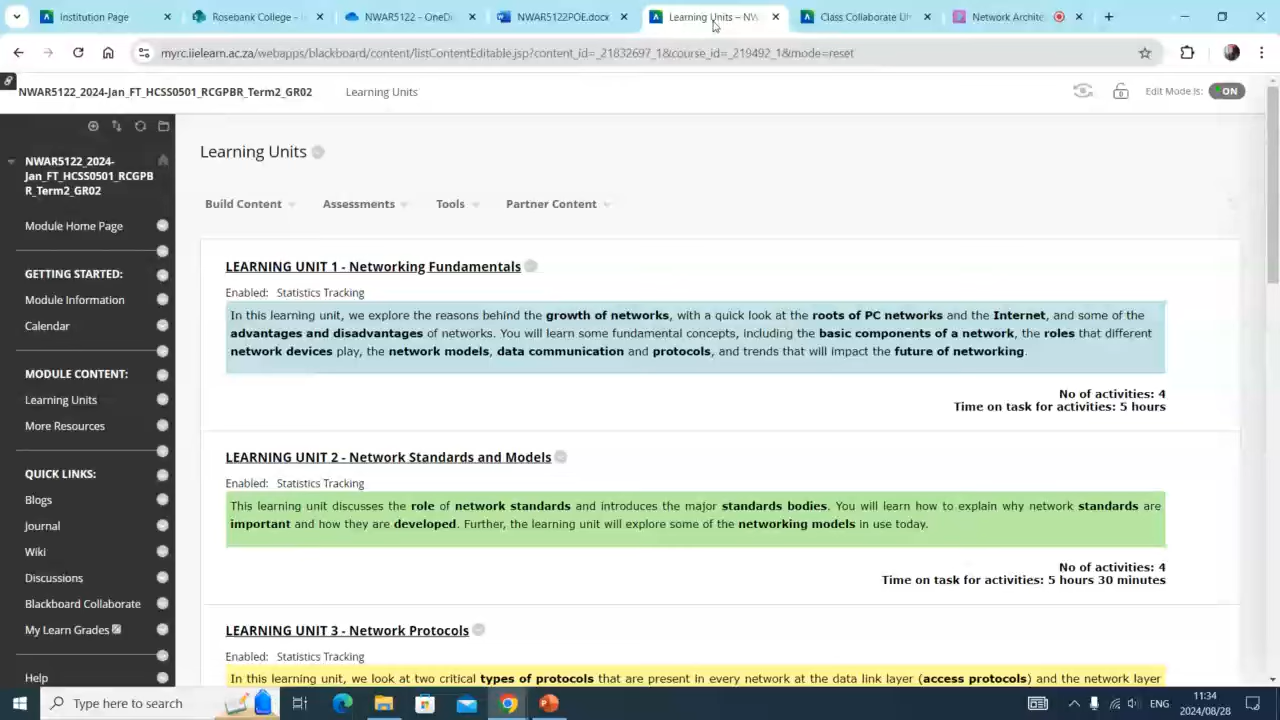 Institution Page
Rosebank College - I
NWAR5122 - OneDi
NWAR5122POE.docx
Learning Units – NW
Class Collaborate Ul
Network Archite
myrc.iielearn.ac.za/webapps/blackboard/content/listContentEditable.jsp?content_id=_21832697_1&course_id=_219492_1&mode=reset
NWAR5122_2024-Jan_FT_HCSS0501_RCGPBR_Term2_GR02
Learning Units
Edit Mode is:
ON
NWAR5122_2024-
Jan_FT_HCSS0501_RCGPB
R_Term2_GR02
Module Home Page
GETTING STARTED:
Module Information
Calendar
MODULE CONTENT:
Learning Units
More Resources
QUICK LINKS:
Blogs
Journal
Wiki
Discussions
Blackboard Collaborate
My Learn Grades
Help
Learning Units
Build Content
Assessments
Tools
Partner Content
LEARNING UNIT 1 - Networking Fundamentals
Enabled: Statistics Tracking
In this learning unit, we explore the reasons behind the growth of networks, with a quick look at the roots of PC networks and the Internet, and some of the
advantages and disadvantages of networks. You will learn some fundamental concepts, including the basic components of a network, the roles that different
network devices play, the network models, data communication and protocols, and trends that will impact the future of networking.
No of activities: 4
Time on task for activities: 5 hours
LEARNING UNIT 2 - Network Standards and Models
Enabled: Statistics Tracking
This learning unit discusses the role of network standards and introduces the major standards bodies. You will learn how to explain why network standards are
important and how they are developed. Further, the learning unit will explore some of the networking models in use today.
No of activities: 4
Time on task for activities: 5 hours 30 minutes
LEARNING UNIT 3 - Network Protocols
Enabled: Statistics Tracking
In this learning unit, we look at two critical types of protocols that are present in every network at the data link layer (access protocols) and the network layer
Type here to search
ENG
11:34
2024/08/28